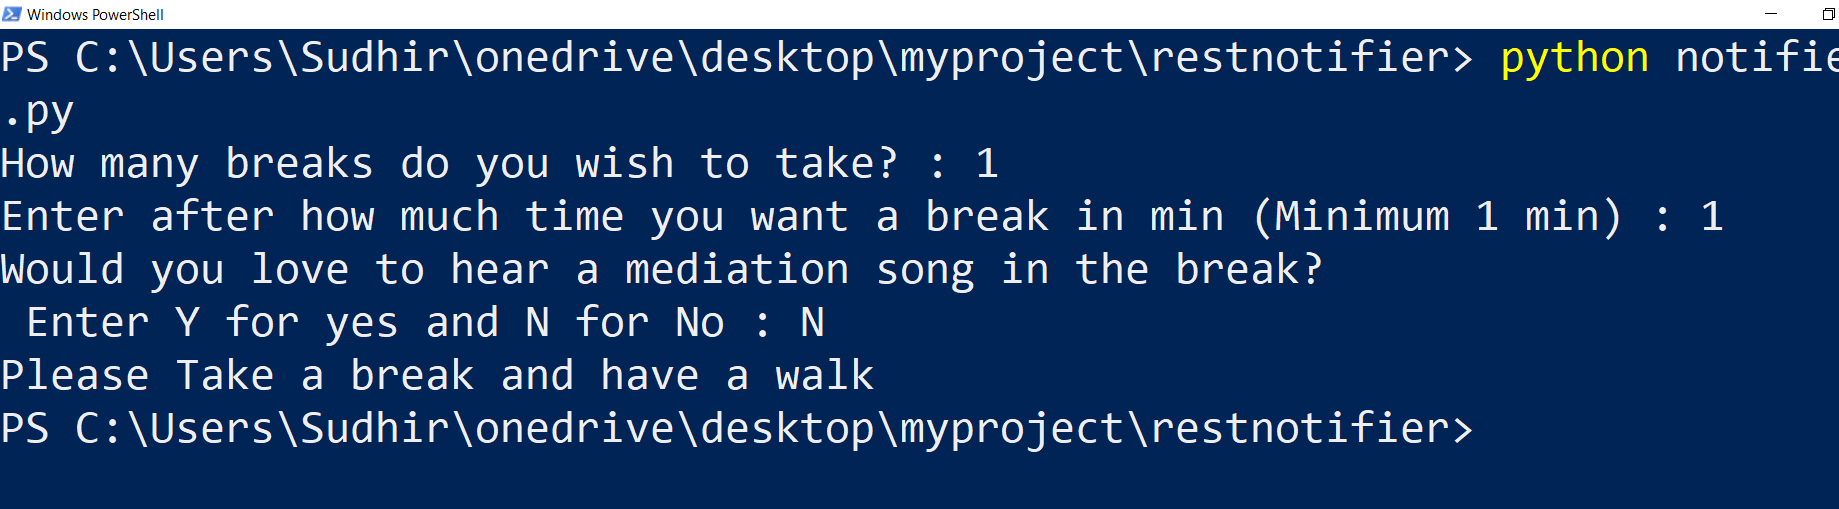 Windows PowerShell
PS C:\Users\Sudhir\onedrive\desktop\myproject\restnotifier> python notifie
.py
How many breaks do you wish to take? : 1
Enter after how much time you want a break in min (Minimum 1 min) : 1
Would you love to hear a mediation song in the break?
Enter Y for yes and N for No : N
Please Take a break and have a walk
PS C:\Users\Sudhir\onedrive\desktop\myproject\restnotifier>